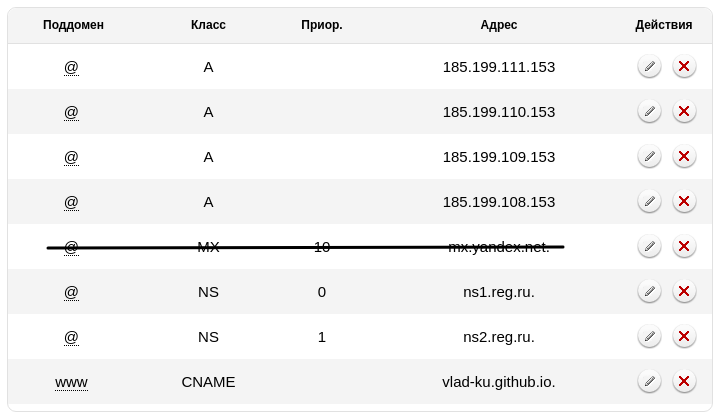 Поддомен Класс Приор. Адрес Действия
@ A 185.199.111.153
@ A 185.199.110.153
@ A 185.199.109.153
@ A 185.199.108.153
@ MX 10 mx.yandex.net.
@ NS 0 ns1.reg.ru.
@ NS 1 ns2.reg.ru.
www CNAME vlad-ku.github.io.